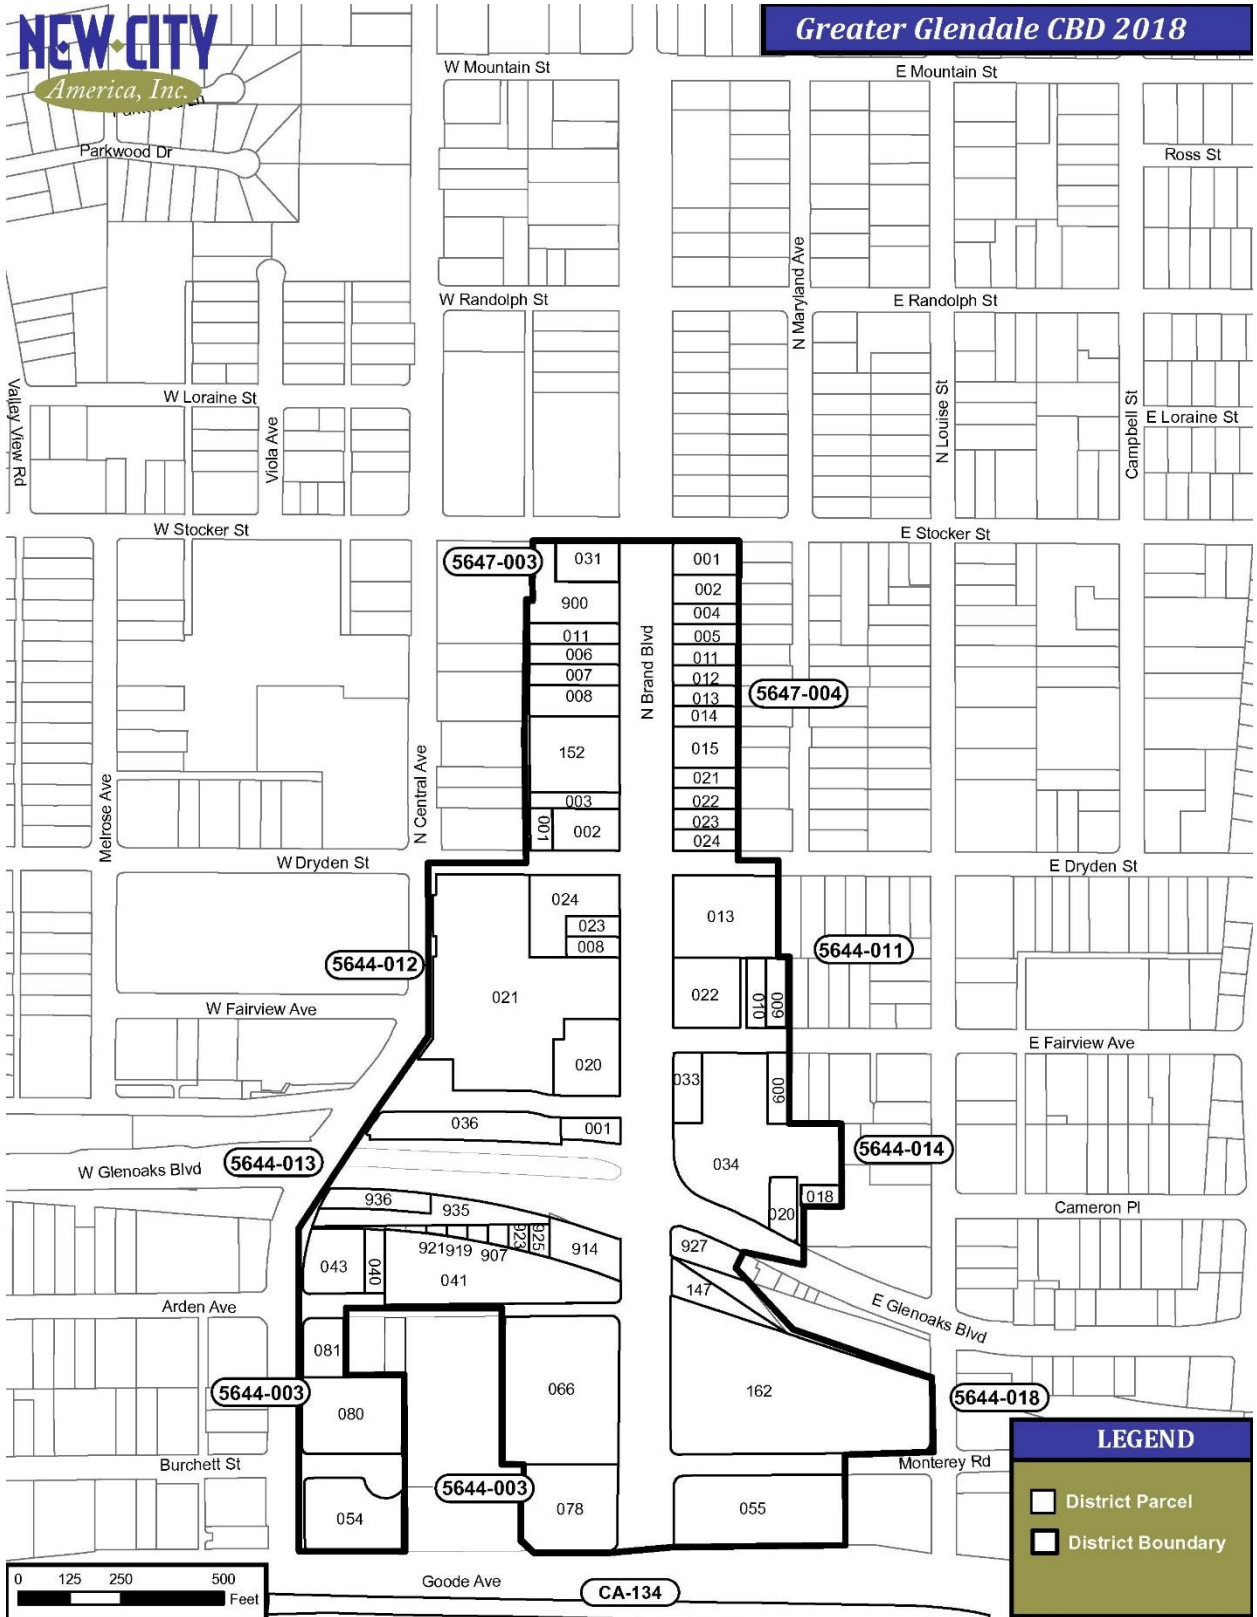 NEW CITY
America, Inc.
Greater Glendale CBD 2018
W Mountain St
E Mountain St
Parkwood Dr
Ross St
N Maryland Ave
W Randolph St
E Randolph St
Valley View Rd
W Loraine St
Viola Ave
N Louise St
Campbell St
E Loraine St
W Stocker St
E Stocker St
5647-003
031
001
900
002
004
011
005
006
011
007
012
008
013
5647-004
014
N Brand Blvd
152
015
021
003
022
001
002
023
024
Melrose Ave
N Central Ave
W Dryden St
E Dryden St
024
023
008
013
5644-012
5644-011
021
022
010
009
W Fairview Ave
E Fairview Ave
020
033
009
036
001
W Glenoaks Blvd
5644-013
034
5644-014
018
020
936
935
Cameron Pl
921
919
907
923
925
914
927
043
040
041
147
Arden Ave
E Glenoaks Blvd
081
066
162
5644-003
080
5644-018
Burchett St
Monterey Rd
5644-003
054
078
055
LEGEND
District Parcel
District Boundary
0 125 250 500
Feet
Goode Ave
CA-134